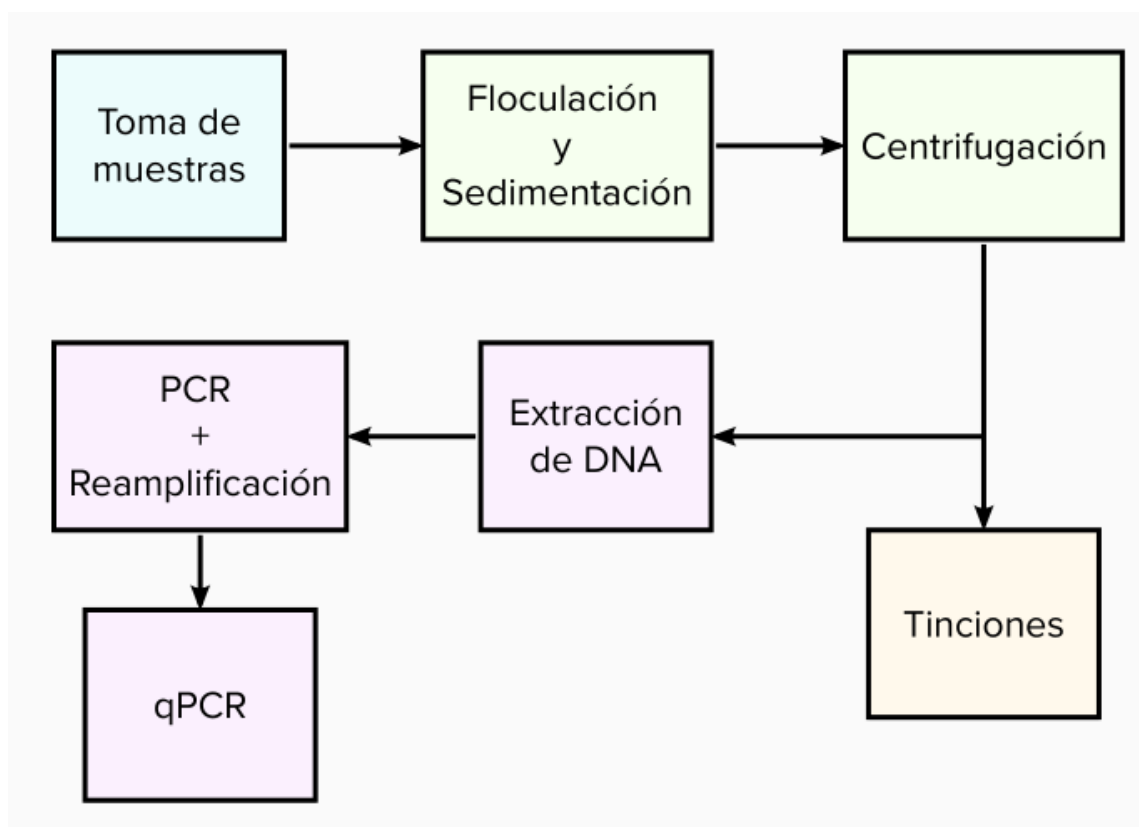 Toma de
muestras
Floculación
y
Sedimentación
Centrifugación
PCR
+
Reamplificación
Extracción
de DNA
Tinciones
qPCR